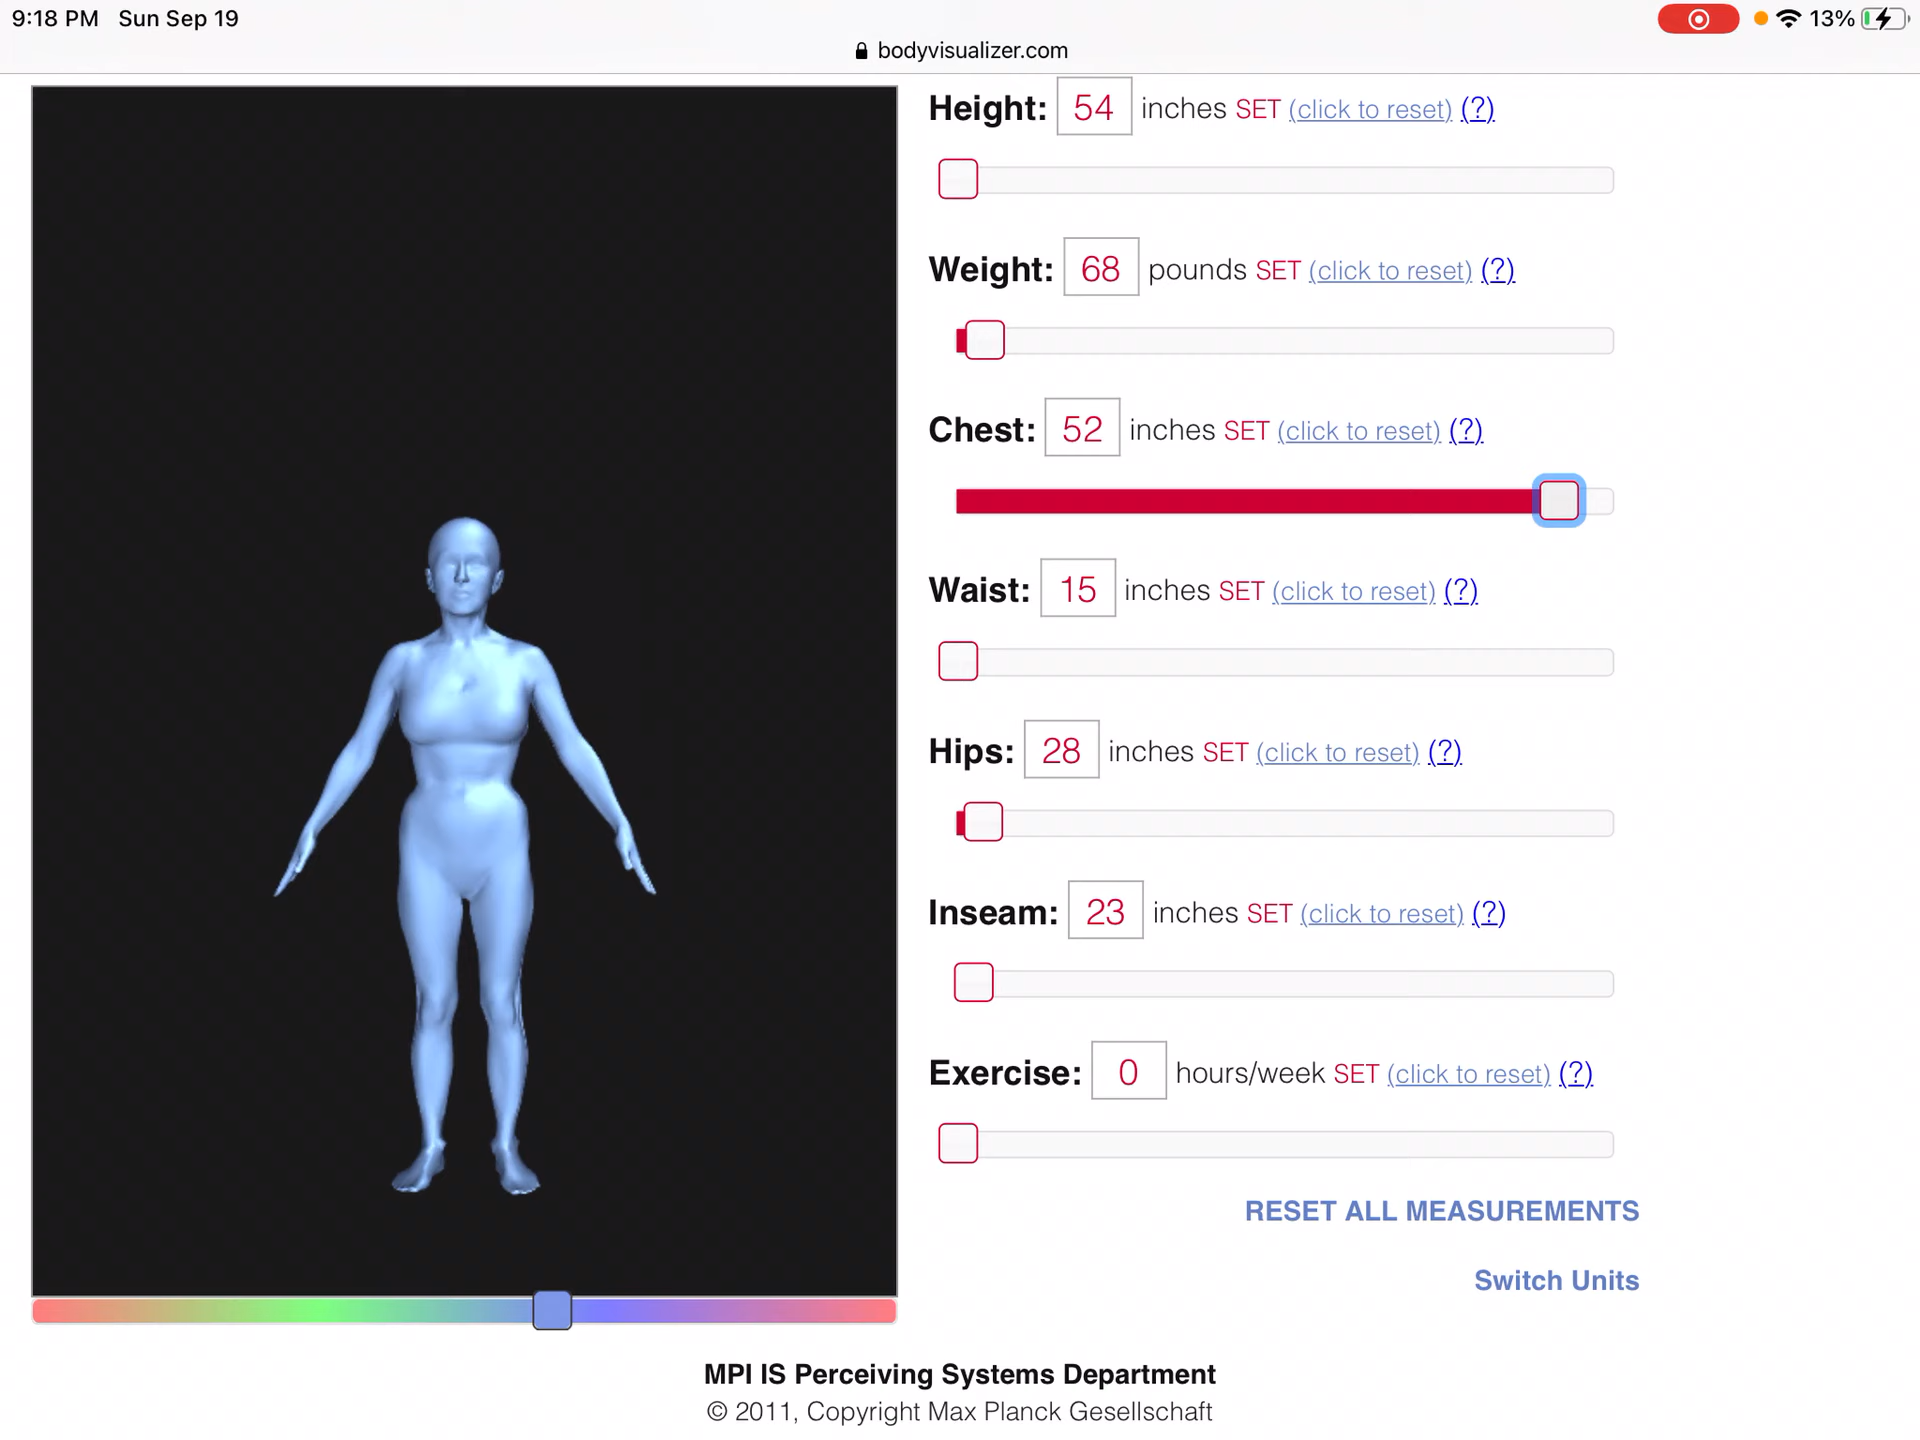 9:18 PM Sun Sep 19
13%
bodyvisualizer.com
Height: 54 inches SET (click to reset) (?)
Weight: 68 pounds SET (click to reset) (?)
Chest: 52 inches SET (click to reset) (?)
Waist: 15 inches SET (click to reset) (?)
Hips: 28 inches SET (click to reset) (?)
Inseam: 23 inches SET (click to reset) (?)
Exercise: 0 hours/week SET (click to reset) (?)
RESET ALL MEASUREMENTS
Switch Units
MPI IS Perceiving Systems Department
© 2011, Copyright Max Planck Gesellschaft